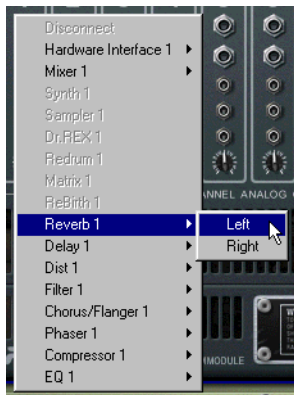 Disconnect
Hardware Interface 1
Mixer 1
Synth 1
Sampler 1
Dr.REX 1
Redrum 1
Matrix 1
ReBirth 1
NNEL ANALOG
Reverb 1
Left
Delay 1
Right
Dist 1
Filter 1
Chorus/Flanger 1
Phaser 1
Compressor 1
MODULE
EQ 1